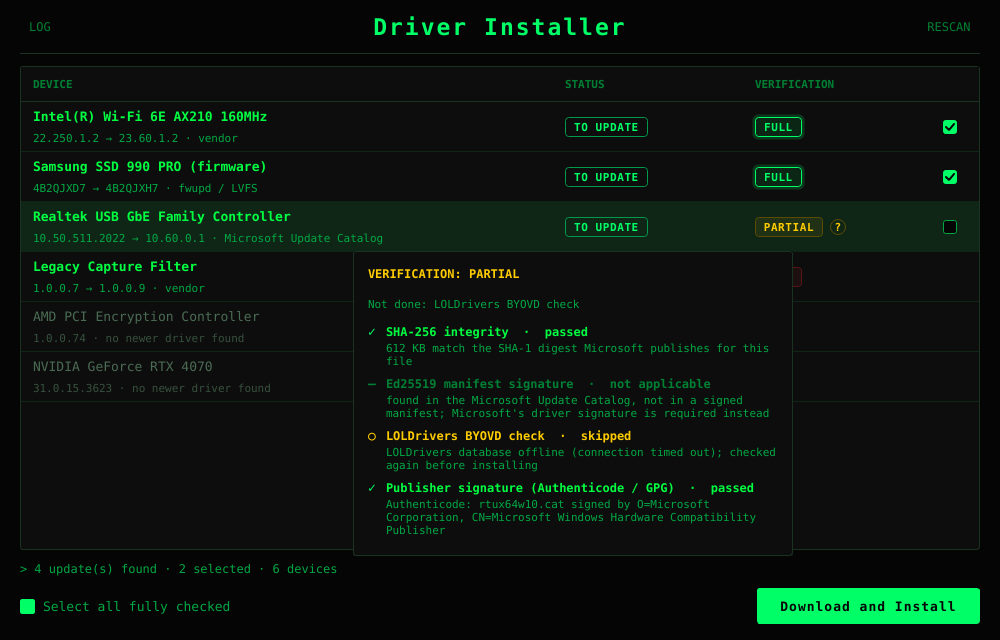 LOG
Driver Installer
RESCAN
DEVICE STATUS VERIFICATION
Intel(R) Wi-Fi 6E AX210 160MHz
22.250.1.2 → 23.60.1.2 · vendor
TO UPDATE FULL
Samsung SSD 990 PRO (firmware)
4B2QJXD7 → 4B2QJXH7 · fwupd / LVFS
TO UPDATE FULL
Realtek USB GbE Family Controller
10.50.511.2022 → 10.60.0.1 · Microsoft Update Catalog
TO UPDATE PARTIAL ?
Legacy Capture Filter
1.0.0.7 → 1.0.0.9 · vendor
AMD PCI Encryption Controller
1.0.0.74 · no newer driver found
NVIDIA GeForce RTX 4070
31.0.15.3623 · no newer driver found
VERIFICATION: PARTIAL
Not done: LOLDrivers BYOVD check
✓ SHA-256 integrity · passed
612 KB match the SHA-1 digest Microsoft publishes for this
file
— Ed25519 manifest signature · not applicable
found in the Microsoft Update Catalog, not in a signed
manifest; Microsoft's driver signature is required instead
○ LOLDrivers BYOVD check · skipped
LOLDrivers database offline (connection timed out); checked
again before installing
✓ Publisher signature (Authenticode / GPG) · passed
Authenticode: rtux64w10.cat signed by O=Microsoft
Corporation, CN=Microsoft Windows Hardware Compatibility
Publisher
> 4 update(s) found · 2 selected · 6 devices
Select all fully checked
Download and Install